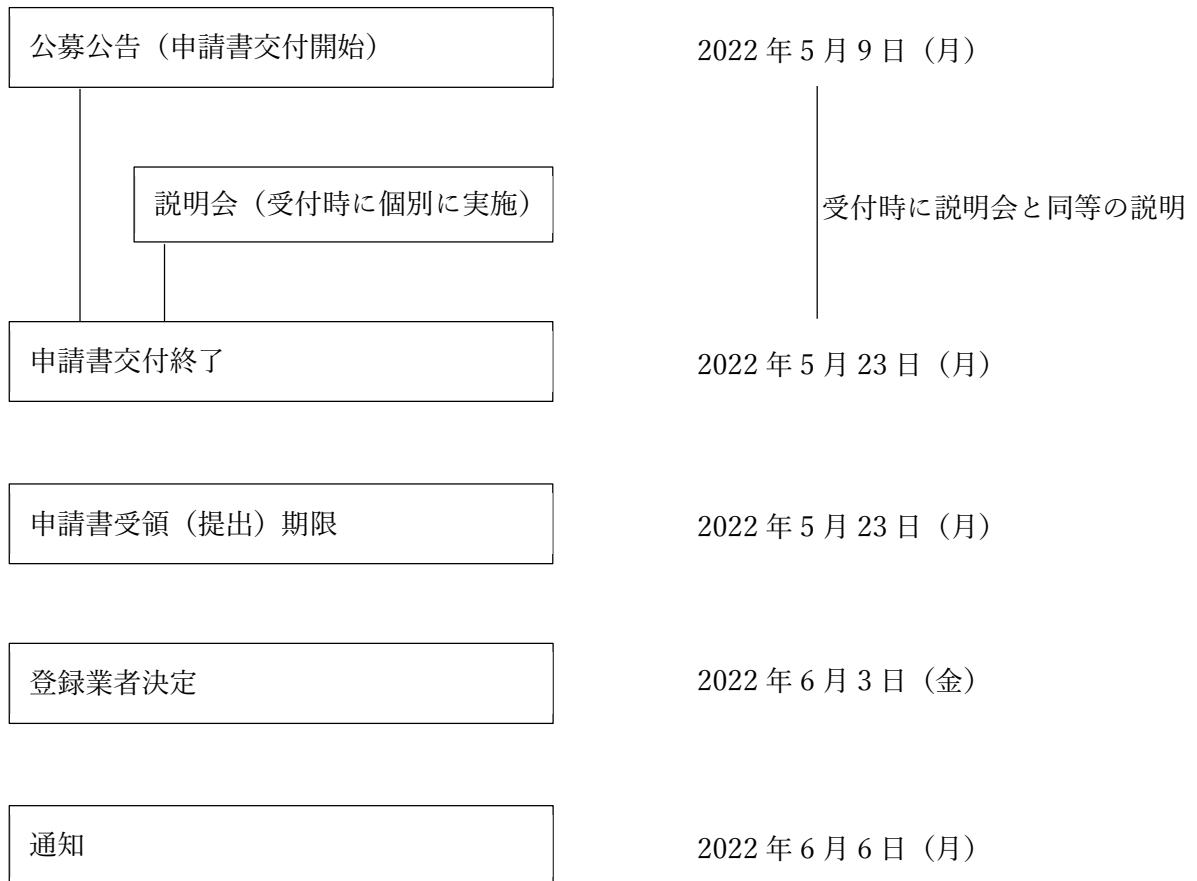 公募公告（申請書交付開始）
2022 年 5 月 9 日（月）
説明会（受付時に個別に実施）
受付時に説明会と同等の説明
申請書交付終了
2022 年 5 月 23 日（月）
申請書受領（提出）期限
2022 年 5 月 23 日（月）
登録業者決定
2022 年 6 月 3 日（金）
通知
2022 年 6 月 6 日（月）